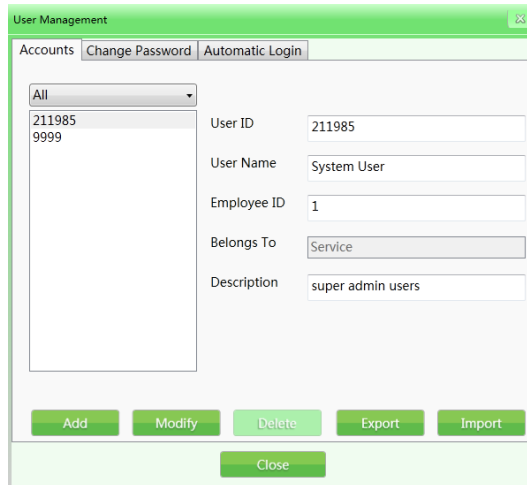 User Management
Accounts Change Password Automatic Login
All
211985
9999
User ID 211985
User Name System User
Employee ID 1
Belongs To Service
Description super admin users
Add Modify Delete Export Import
Close